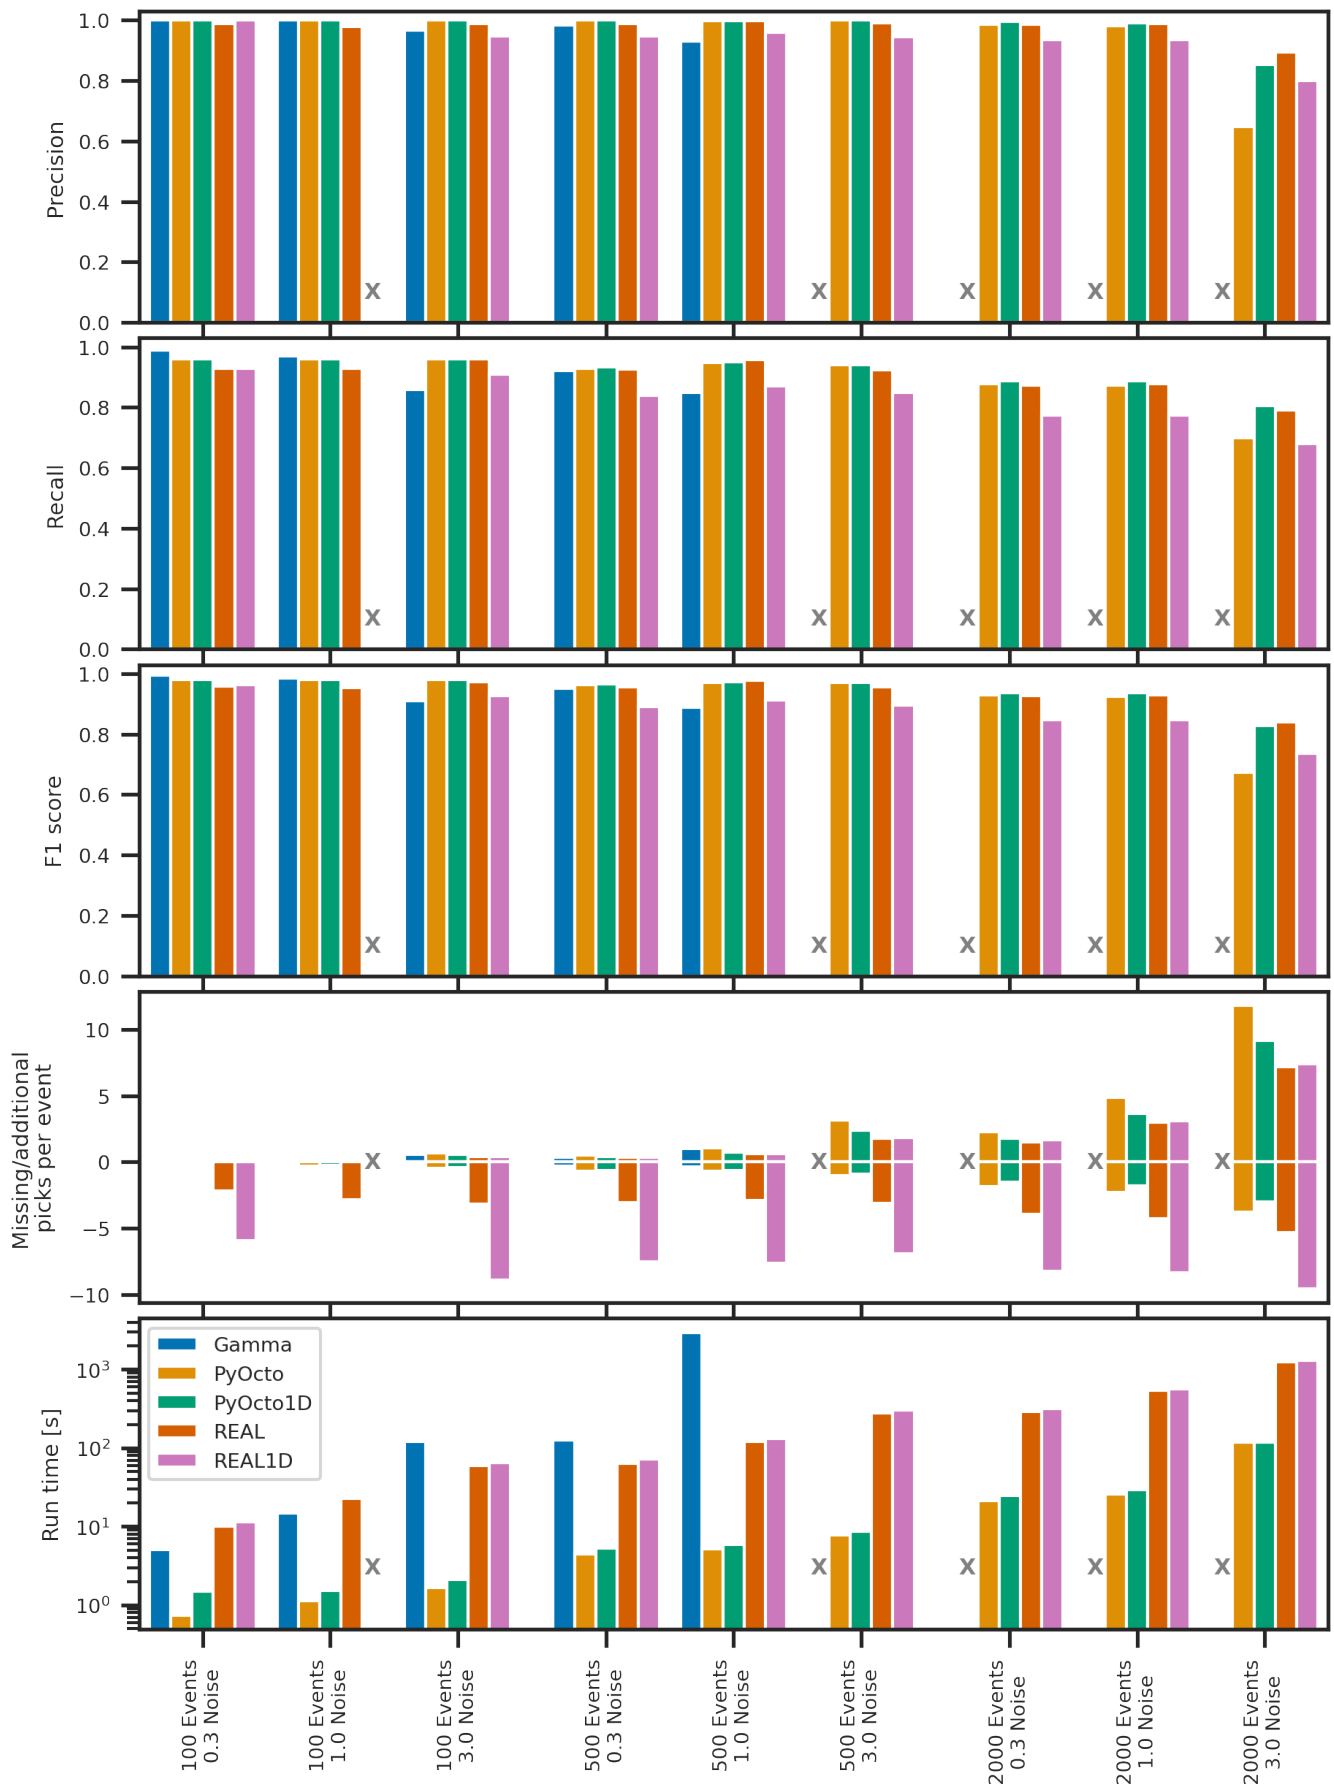 1.0
0.8
0.6
0.4
0.2
0.0
Precision
X
X
X
X
X
1.0
0.8
0.6
0.4
0.2
0.0
Recall
X
X
X
X
X
1.0
0.8
0.6
0.4
0.2
0.0
F1 score
X
X
X
X
X
10
5
0
−5
−10
Missing/additional
picks per event
X
X
X
X
X
10³
10²
10¹
10⁰
Run time [s]
Gamma
PyOcto
PyOcto1D
REAL
REAL1D
X
X
X
X
X
100 Events
0.3 Noise
100 Events
1.0 Noise
100 Events
3.0 Noise
500 Events
0.3 Noise
500 Events
1.0 Noise
500 Events
3.0 Noise
2000 Events
0.3 Noise
2000 Events
1.0 Noise
2000 Events
3.0 Noise